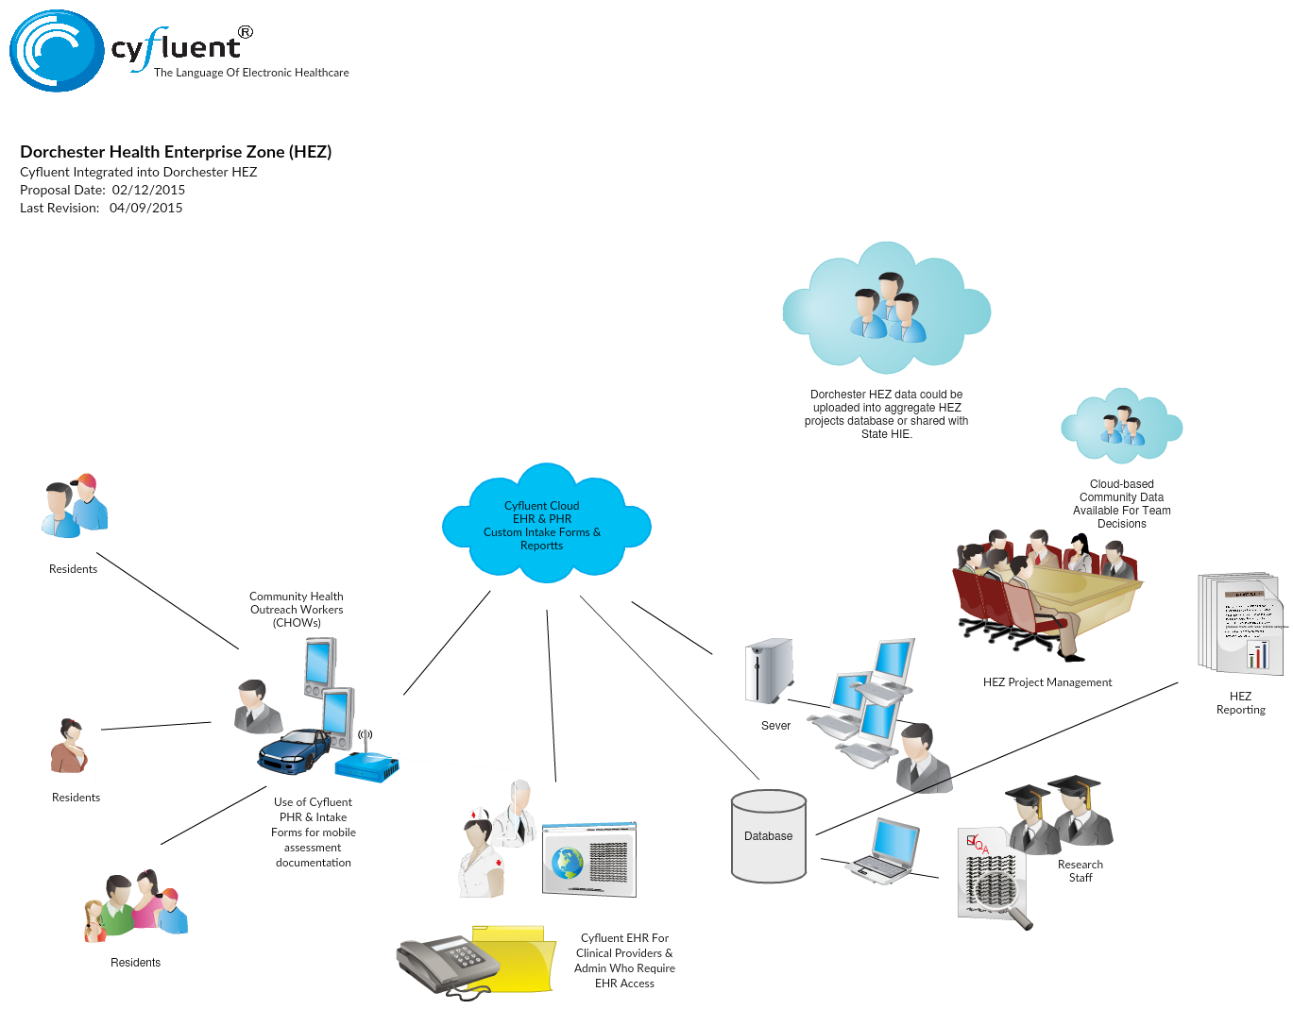 cyfluent®
The Language Of Electronic Healthcare
Dorchester Health Enterprise Zone (HEZ)
Cyfluent Integrated into Dorchester HEZ
Proposal Date: 02/12/2015
Last Revision: 04/09/2015
Dorchester HEZ data could be
uploaded into aggregate HEZ
projects database or shared with
State HIE.
Cloud-based
Community Data
Available For Team
Decisions
Cyfluent Cloud
EHR & PHR
Custom Intake Forms &
Reportts
Residents
Community Health
Outreach Workers
(CHOWs)
HEZ Project Management
HEZ
Reporting
Sever
Residents
Use of Cyfluent
PHR & Intake
Forms for mobile
assessment
documentation
Database
QA
Research
Staff
Residents
Cyfluent EHR For
Clinical Providers &
Admin Who Require
EHR Access